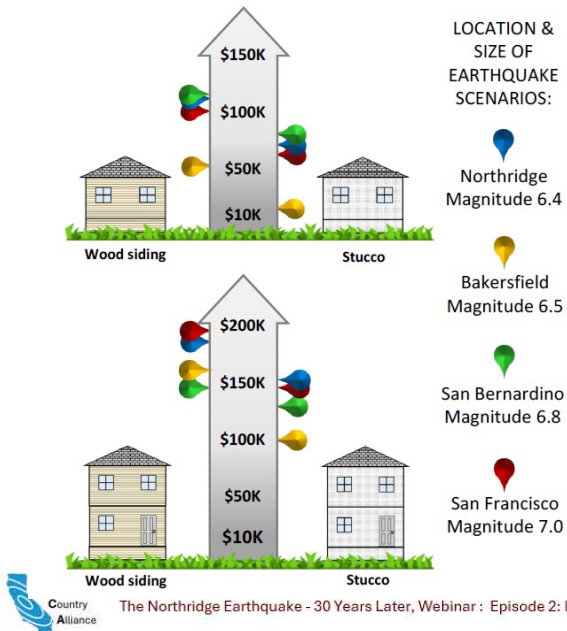 LOCATION &
SIZE OF
EARTHQUAKE
SCENARIOS:
$150K
$100K
$50K
$10K
Wood siding
Stucco
Northridge
Magnitude 6.4
Bakersfield
Magnitude 6.5
San Bernardino
Magnitude 6.8
San Francisco
Magnitude 7.0
$200K
$150K
$100K
$50K
$10K
Wood siding
Stucco
Country
Alliance
The Northridge Earthquake - 30 Years Later, Webinar : Episode 2: